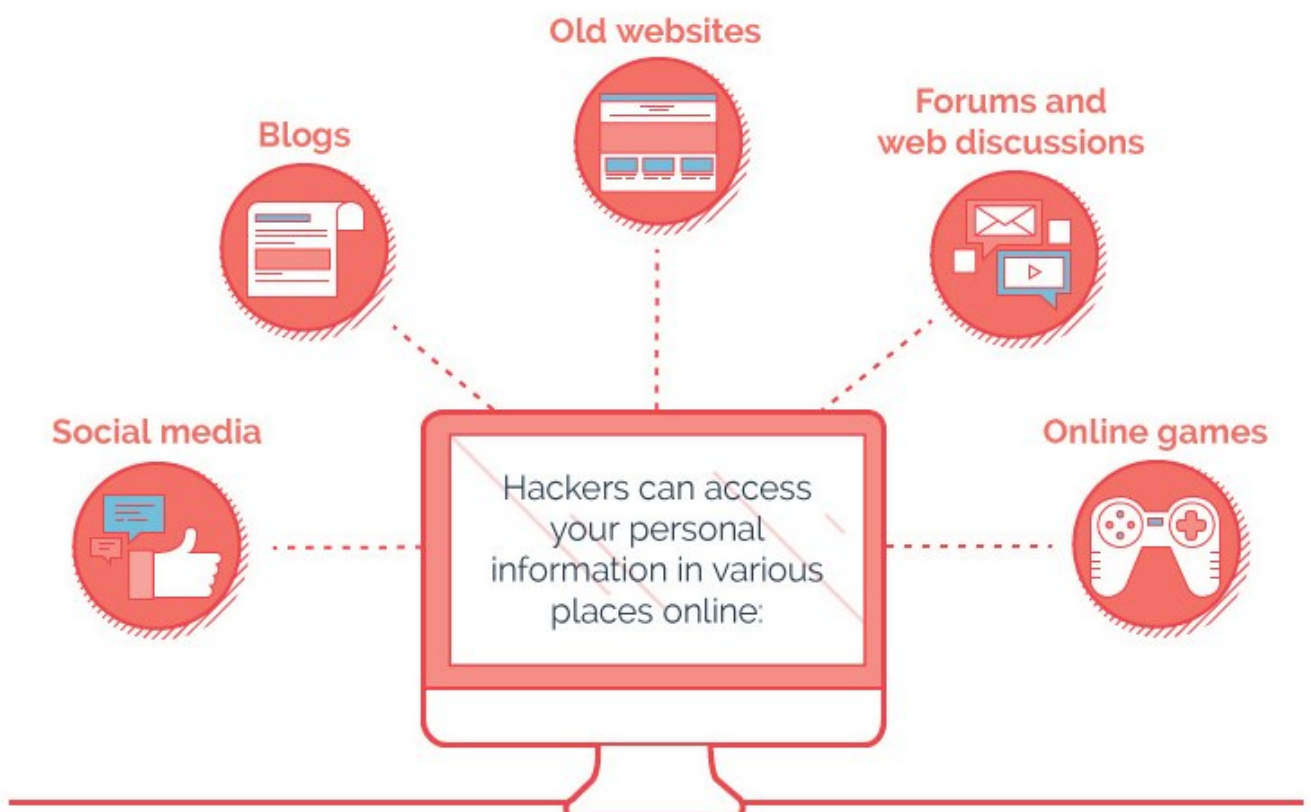 Old websites
Blogs
Forums and
web discussions
Social media
Online games
Hackers can access
your personal
information in various
places online: